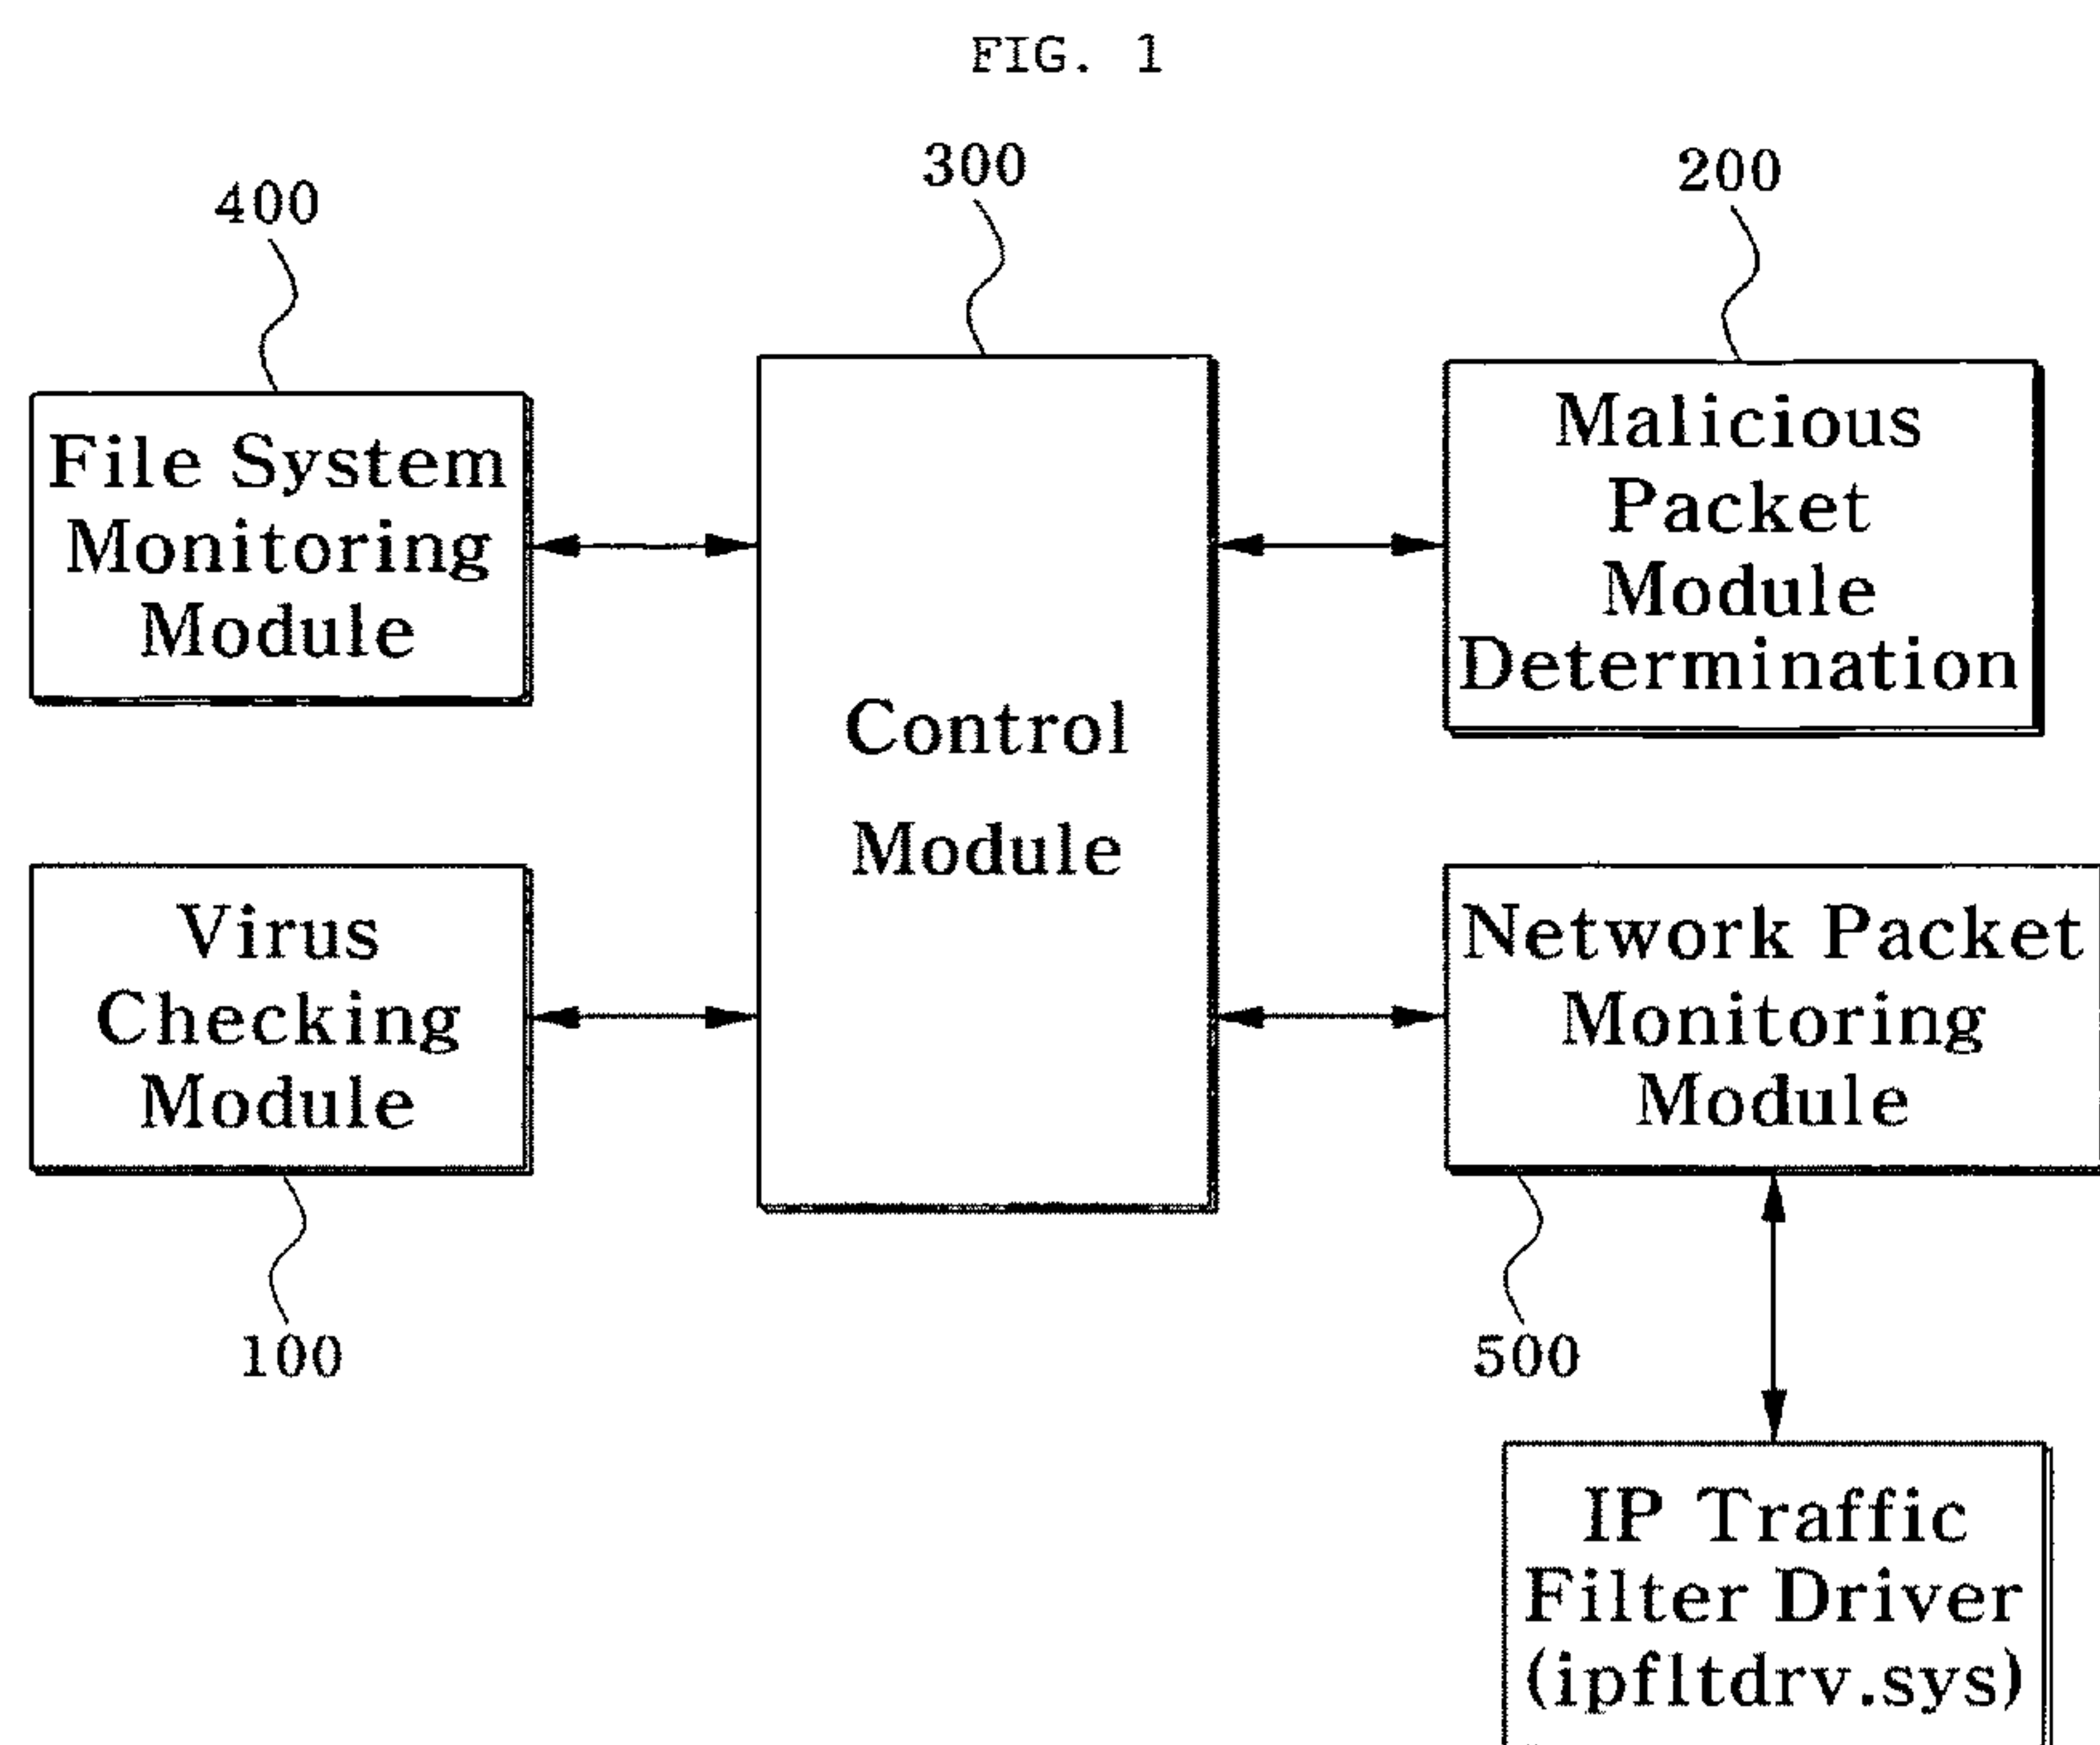 FIG. 1
400
300
200
File System
Monitoring
Module
Control
Module
Malicious
Packet
Module
Determination
Virus
Checking
Module
Network Packet
Monitoring
Module
100
500
IP Traffic
Filter Driver
(ipfltdrv.sys)